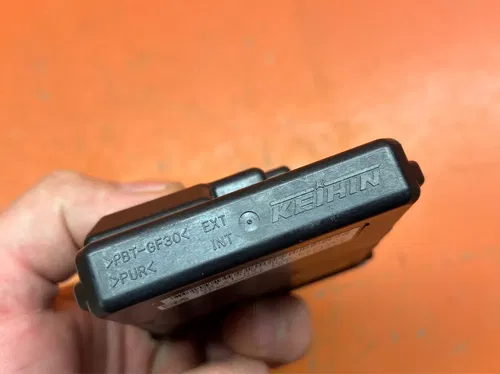 >PBT-GF30< EXT
>PUR< INT
KEIHIN